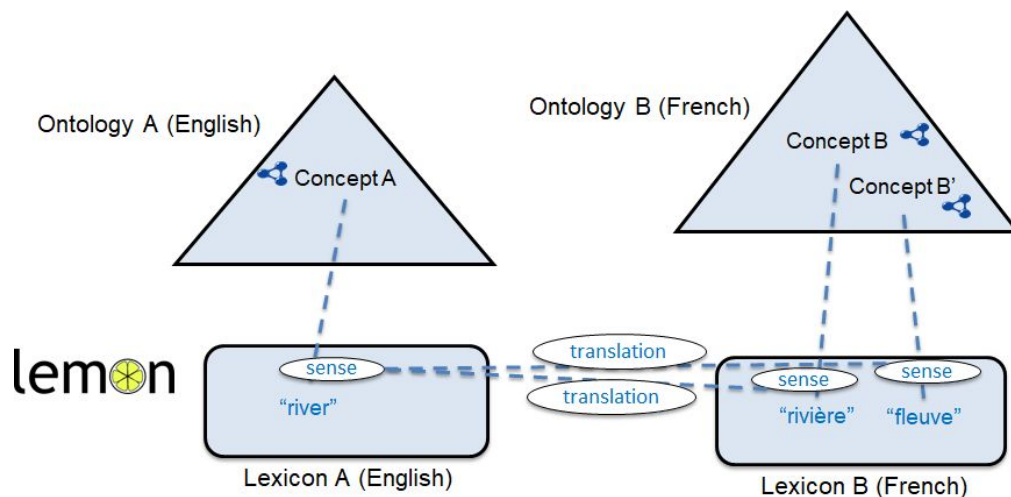 Ontology A (English)
Concept A
Ontology B (French)
Concept B
Concept B’
lemon
sense
“river”
Lexicon A (English)
translation
translation
sense
sense
“rivière”
“fleuve”
Lexicon B (French)